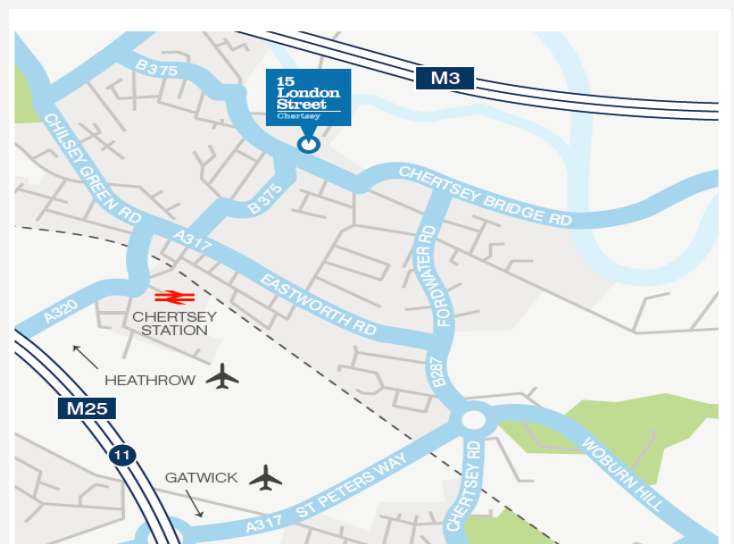 B375
M3
15
London
Street
Chertsey
CHILSEY GREEN RD
CHERTSEY BRIDGE RD
B375
A317
FORDWATER RD
EASTWORTH RD
A320
CHERTSEY
STATION
HEATHROW
B287
M25
11
GATWICK
WOBURN HILL
CHERTSEY RD
A317 ST PETERS WAY